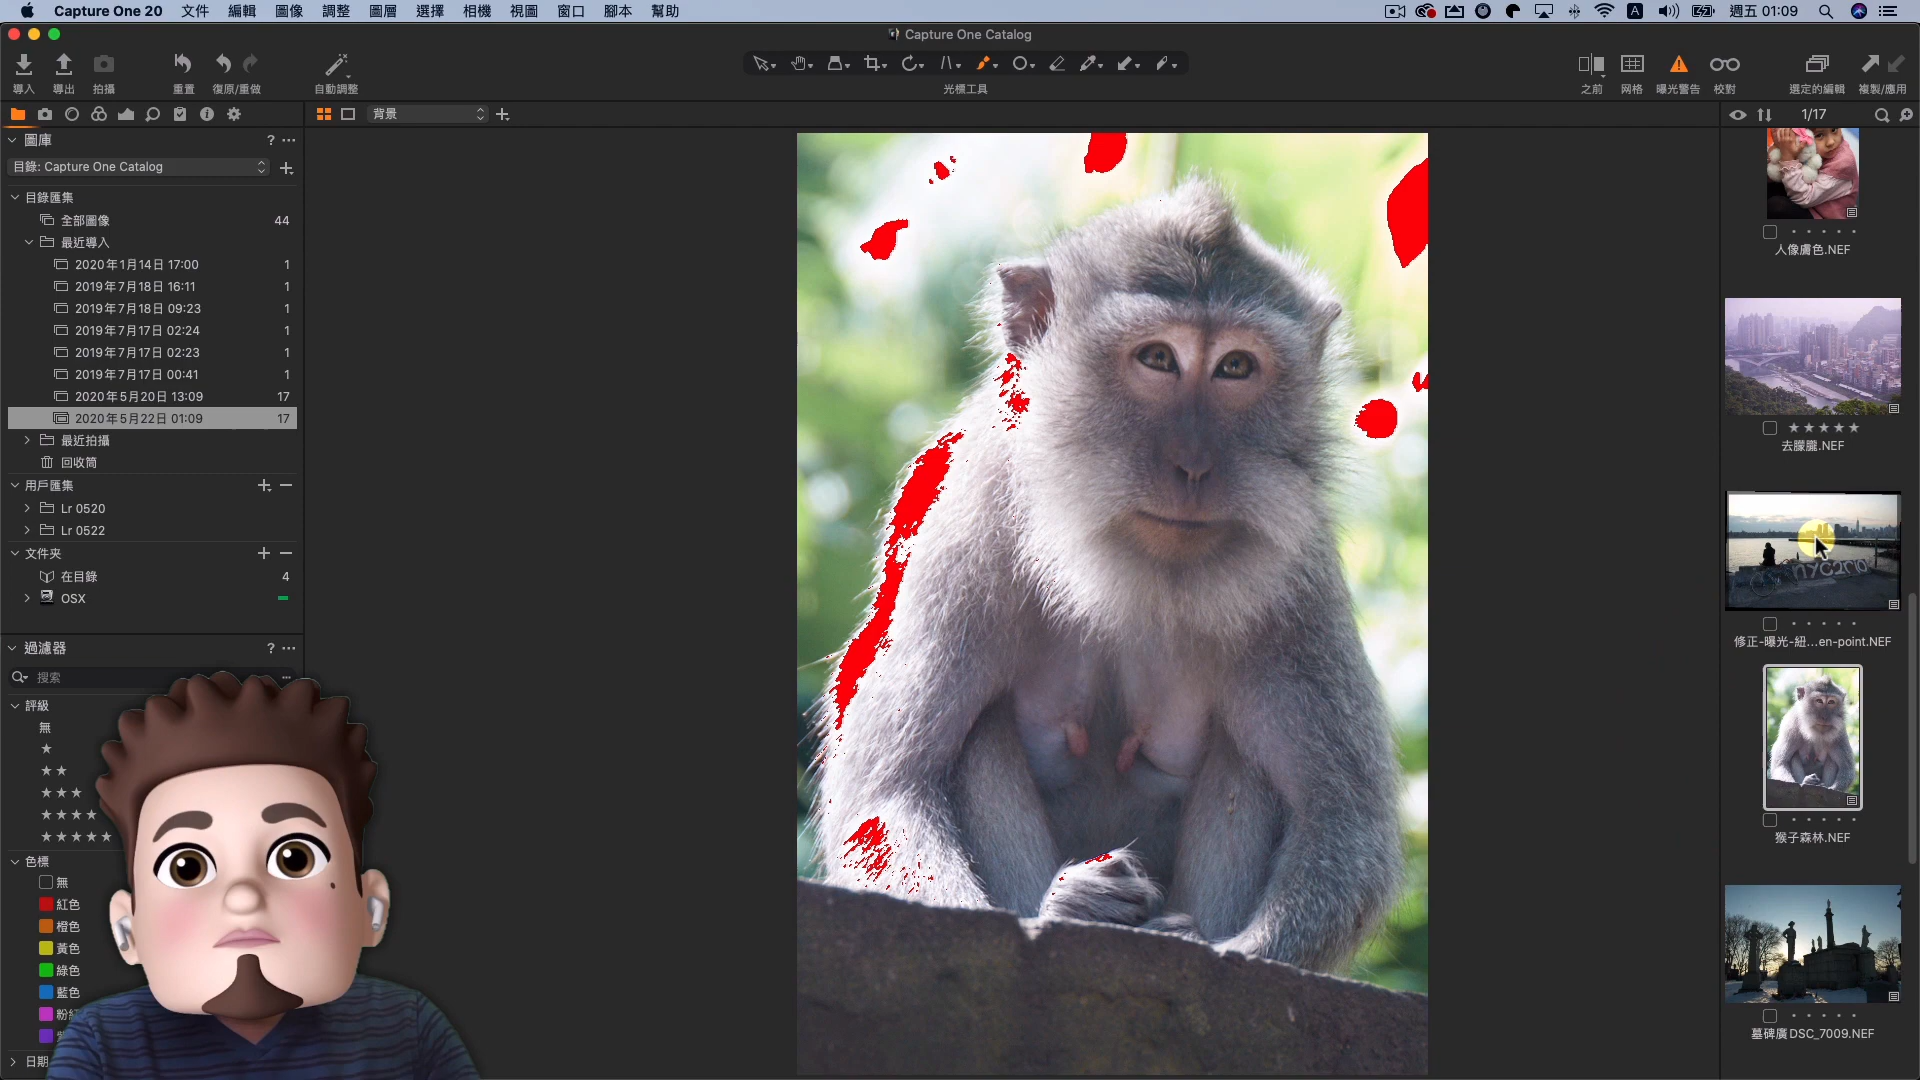 Capture One 20 文件 編輯 圖像 調整 圖層 選擇 相機 視圖 窗口 腳本 幫助 A 週五 01:09
Capture One Catalog
導入 導出 拍攝 重置 復原/重做 自動調整 光標工具 之前 网格 曝光警告 校對 選定的編輯 複製/應用
背景 1/17
圖庫 ? ...
目錄: Capture One Catalog
目錄匯集
全部圖像 44
最近導入
2020年1月14日 17:00 1
2019年7月18日 16:11 1
2019年7月18日 09:23 1
2019年7月17日 02:24 1
2019年7月17日 02:23 1
2019年7月17日 00:41 1
2020年5月20日 13:09 17
2020年5月22日 01:09 17
最近拍攝
回收筒
用戶匯集
Lr 0520
Lr 0522
文件夾
在目錄 4
OSX
過濾器 ? ...
搜索
評級
無
★
★★
★★★
★★★★
★★★★★
色標
無
紅色
橙色
黃色
綠色
藍色
日期
人像膚色.NEF
★★★★★
去朦朧.NEF
NYC2rio
修正-曝光-紐...en-point.NEF
猴子森林.NEF
墓碑廣DSC_7009.NEF